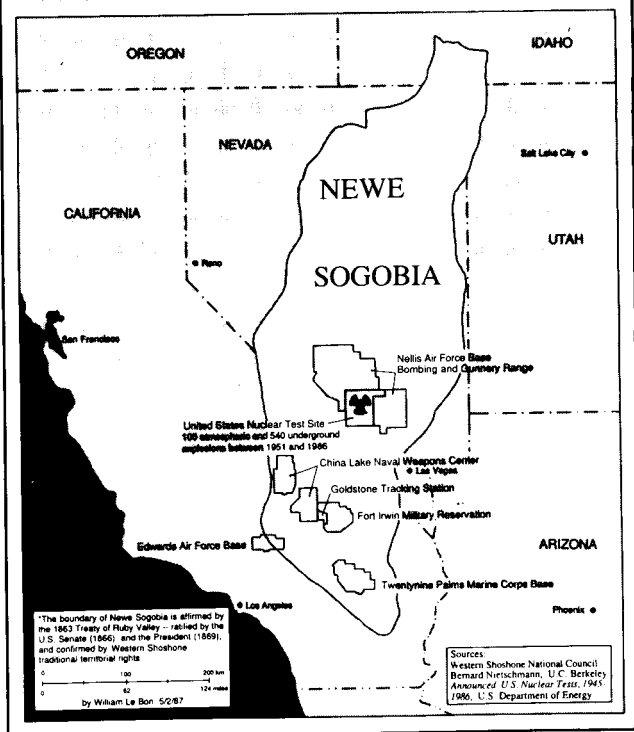 OREGON
IDAHO
NEVADA
Salt Lake City
NEWE
CALIFORNIA
UTAH
Reno
SOGOBIA
San Francisco
Nellis Air Force Base
Bombing and Gunnery Range
United States Nuclear Test Site
100 atmospheric and 540 underground
explosions between 1951 and 1986
China Lake Naval Weapons Center
Las Vegas
Goldstone Tracking Station
Fort Irwin Military Reservation
Edwards Air Force Base
ARIZONA
Twentynine Palms Marine Corps Base
Los Angeles
Phoenix
"The boundary of Newe Sogobia is affirmed by
the 1863 Treaty of Ruby Valley -- ratified by the
U.S. Senate (1866) and the President (1869),
and confirmed by Western Shoshone
traditional territorial rights
0 100 200 km
0 62 124 miles
by William Le Bon 5/2/87
Sources:
Western Shoshone National Council
Bernard Nietschmann, U.C. Berkeley
Announced U.S. Nuclear Tests, 1945-
1986, U.S Department of Energy